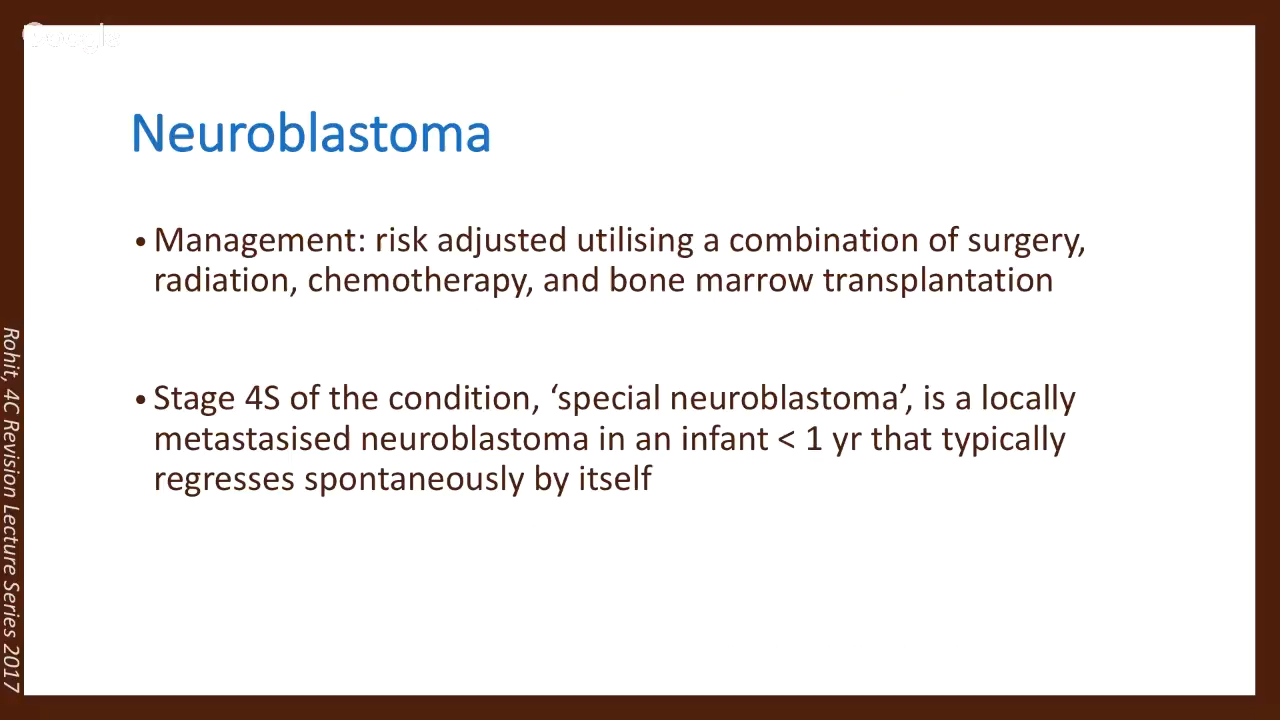 Google
Neuroblastoma
• Management: risk adjusted utilising a combination of surgery,
radiation, chemotherapy, and bone marrow transplantation
• Stage 4S of the condition, ‘special neuroblastoma’, is a locally
metastasised neuroblastoma in an infant < 1 yr that typically
regresses spontaneously by itself
Rohit, 4C Revision Lecture Series 2017